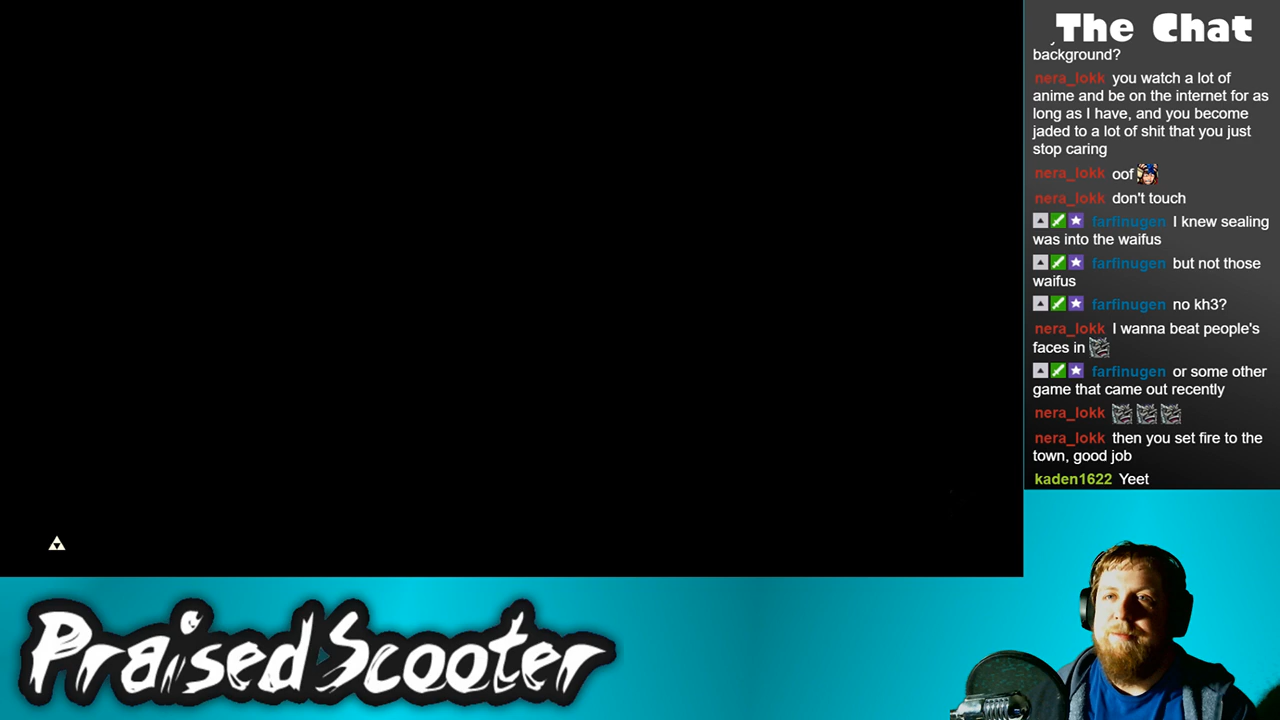 The Chat
background?
nera_lokk you watch a lot of
anime and be on the internet for as
long as I have, and you become
jaded to a lot of shit that you just
stop caring
nera_lokk oof
nera_lokk don't touch
farfinugen I knew sealing
was into the waifus
farfinugen but not those
waifus
farfinugen no kh3?
nera_lokk I wanna beat people's
faces in
farfinugen or some other
game that came out recently
nera_lokk
nera_lokk then you set fire to the
town, good job
kaden1622 Yeet
PraisedScooter